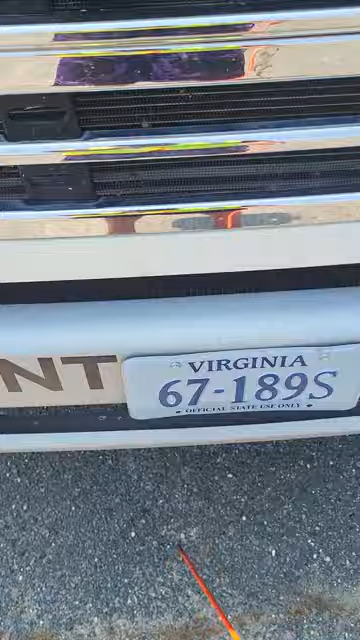 NT
VIRGINIA
67-189S
• OFFICIAL STATE USE ONLY •